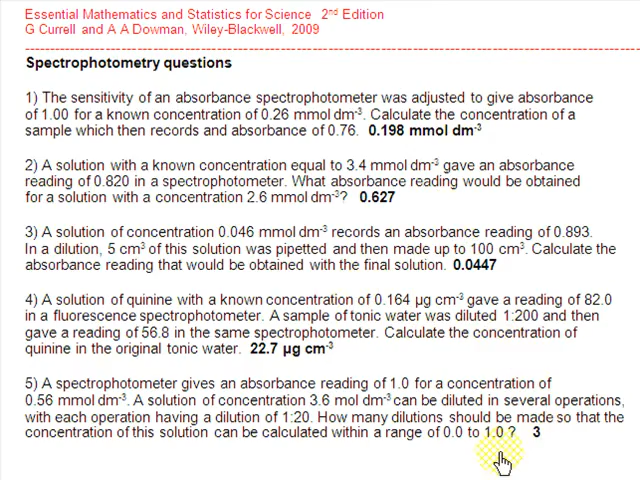 Essential Mathematics and Statistics for Science 2nd Edition
G Currell and A A Dowman, Wiley-Blackwell, 2009
Spectrophotometry questions
1) The sensitivity of an absorbance spectrophotometer was adjusted to give absorbance
of 1.00 for a known concentration of 0.26 mmol dm⁻³. Calculate the concentration of a
sample which then records and absorbance of 0.76. 0.198 mmol dm⁻³
2) A solution with a known concentration equal to 3.4 mmol dm⁻³ gave an absorbance
reading of 0.820 in a spectrophotometer. What absorbance reading would be obtained
for a solution with a concentration 2.6 mmol dm⁻³? 0.627
3) A solution of concentration 0.046 mmol dm⁻³ records an absorbance reading of 0.893.
In a dilution, 5 cm³ of this solution was pipetted and then made up to 100 cm³. Calculate the
absorbance reading that would be obtained with the final solution. 0.0447
4) A solution of quinine with a known concentration of 0.164 µg cm⁻³ gave a reading of 82.0
in a fluorescence spectrophotometer. A sample of tonic water was diluted 1:200 and then
gave a reading of 56.8 in the same spectrophotometer. Calculate the concentration of
quinine in the original tonic water. 22.7 µg cm⁻³
5) A spectrophotometer gives an absorbance reading of 1.0 for a concentration of
0.56 mmol dm⁻³. A solution of concentration 3.6 mol dm⁻³ can be diluted in several operations,
with each operation having a dilution of 1:20. How many dilutions should be made so that the
concentration of this solution can be calculated within a range of 0.0 to 1.0 ? 3